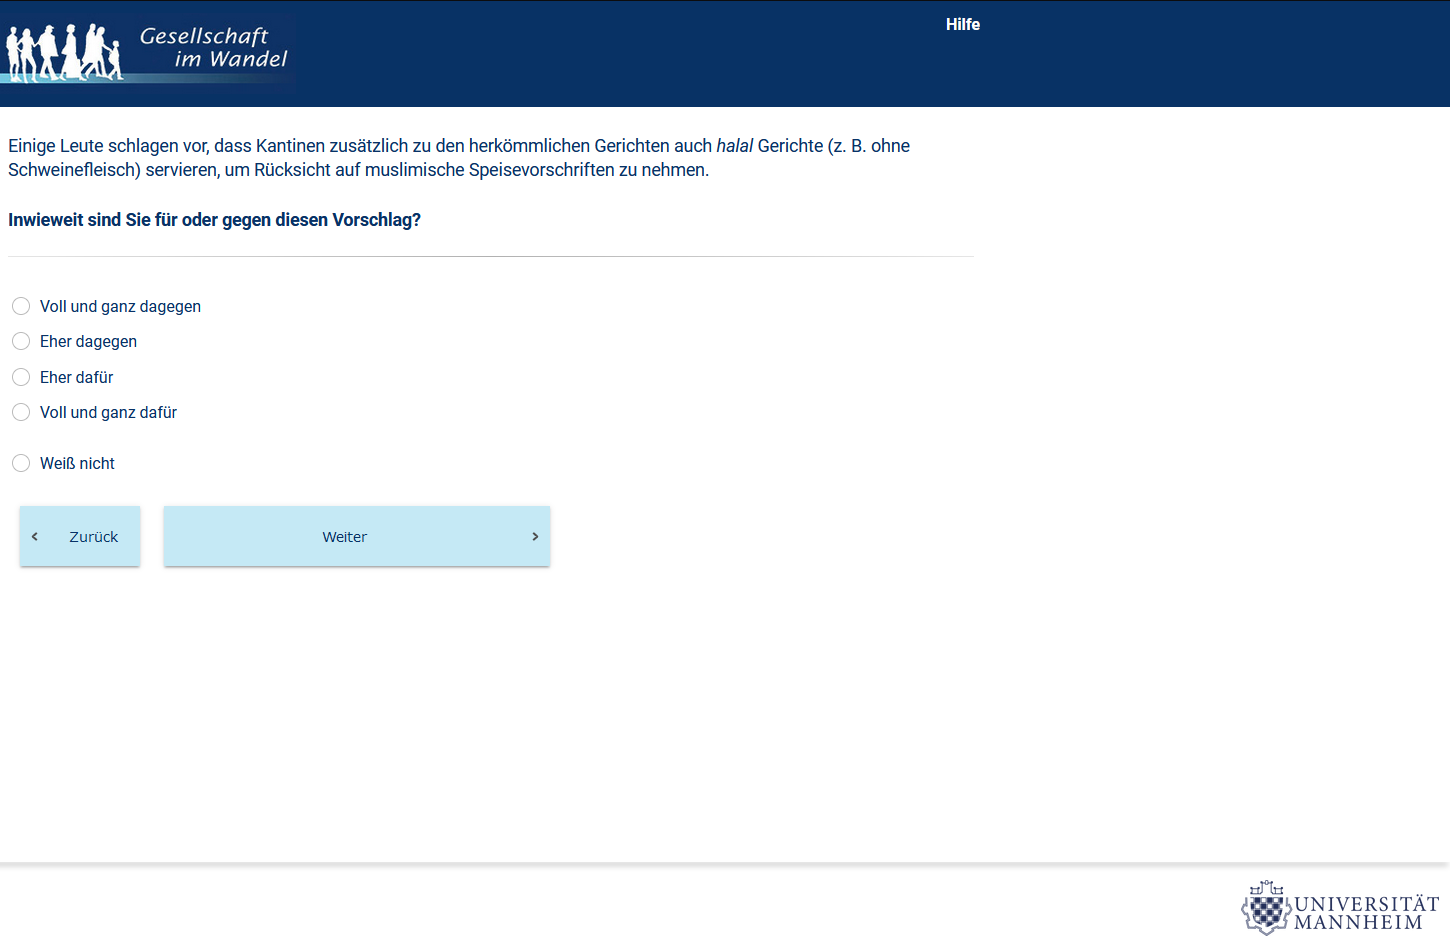 Gesellschaft
im Wandel
Hilfe
Einige Leute schlagen vor, dass Kantinen zusätzlich zu den herkömmlichen Gerichten auch halal Gerichte (z. B. ohne
Schweinefleisch) servieren, um Rücksicht auf muslimische Speisevorschriften zu nehmen.
Inwieweit sind Sie für oder gegen diesen Vorschlag?
Voll und ganz dagegen
Eher dagegen
Eher dafür
Voll und ganz dafür
Weiß nicht
Zurück
Weiter
UNIVERSITÄT
MANNHEIM